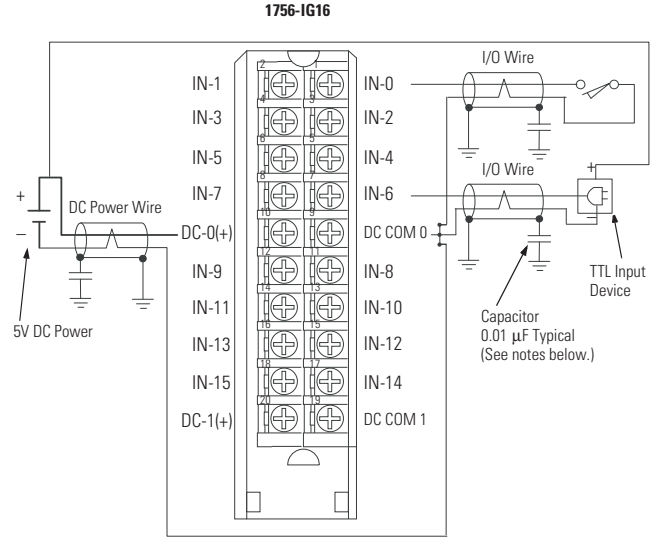 1756-IG16
I/O Wire
2 1
IN-1 IN-0
4 3
IN-3 IN-2
6 5
IN-5 IN-4
I/O Wire
+
8 7
IN-7 IN-6
+
DC Power Wire
10 9
DC-0(+) DC COM 0
–
–
12 11
IN-9 IN-8
TTL Input
Device
14 13
IN-11 IN-10
Capacitor
0.01 µF Typical
(See notes below.)
5V DC Power
16 15
IN-13 IN-12
18 17
IN-15 IN-14
20 19
DC-1(+) DC COM 1